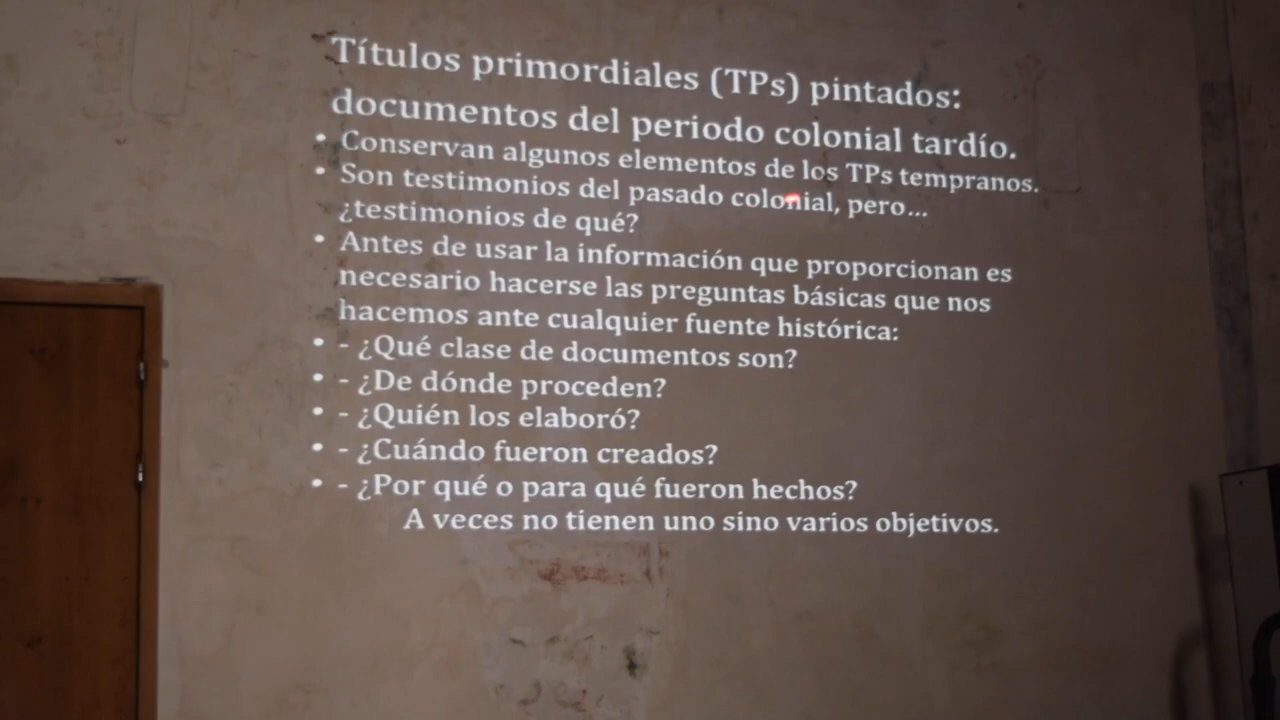 Títulos primordiales (TPs) pintados:
documentos del periodo colonial tardío.
• Conservan algunos elementos de los TPs tempranos.
• Son testimonios del pasado colonial, pero...
¿testimonios de qué?
• Antes de usar la información que proporcionan es
necesario hacerse las preguntas básicas que nos
hacemos ante cualquier fuente histórica:
• - ¿Qué clase de documentos son?
• - ¿De dónde proceden?
• - ¿Quién los elaboró?
• - ¿Cuándo fueron creados?
• - ¿Por qué o para qué fueron hechos?
A veces no tienen uno sino varios objetivos.